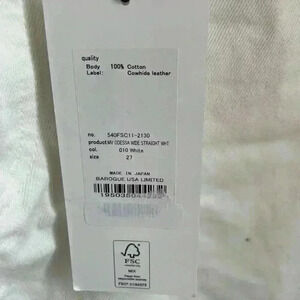 quality
Body 100% Cotton
Label: Cowhide leather
no. 540FSC11-2130
product:MV ODESSA WIDE STRAIGHT WHT
col. 010 White
size 27
MADE IN JAPAN
BAROQUE USA LIMITED
FSC
MIX